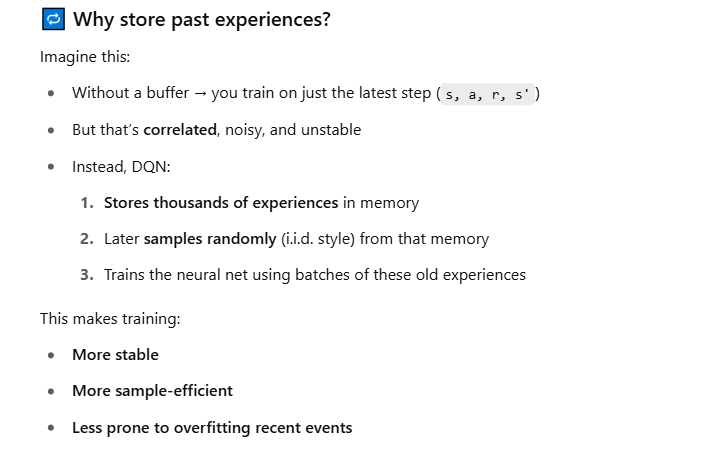 🔁 Why store past experiences?
Imagine this:
• Without a buffer → you train on just the latest step ( s, a, r, s' )
• But that's correlated, noisy, and unstable
• Instead, DQN:
1. Stores thousands of experiences in memory
2. Later samples randomly (i.i.d. style) from that memory
3. Trains the neural net using batches of these old experiences
This makes training:
• More stable
• More sample-efficient
• Less prone to overfitting recent events